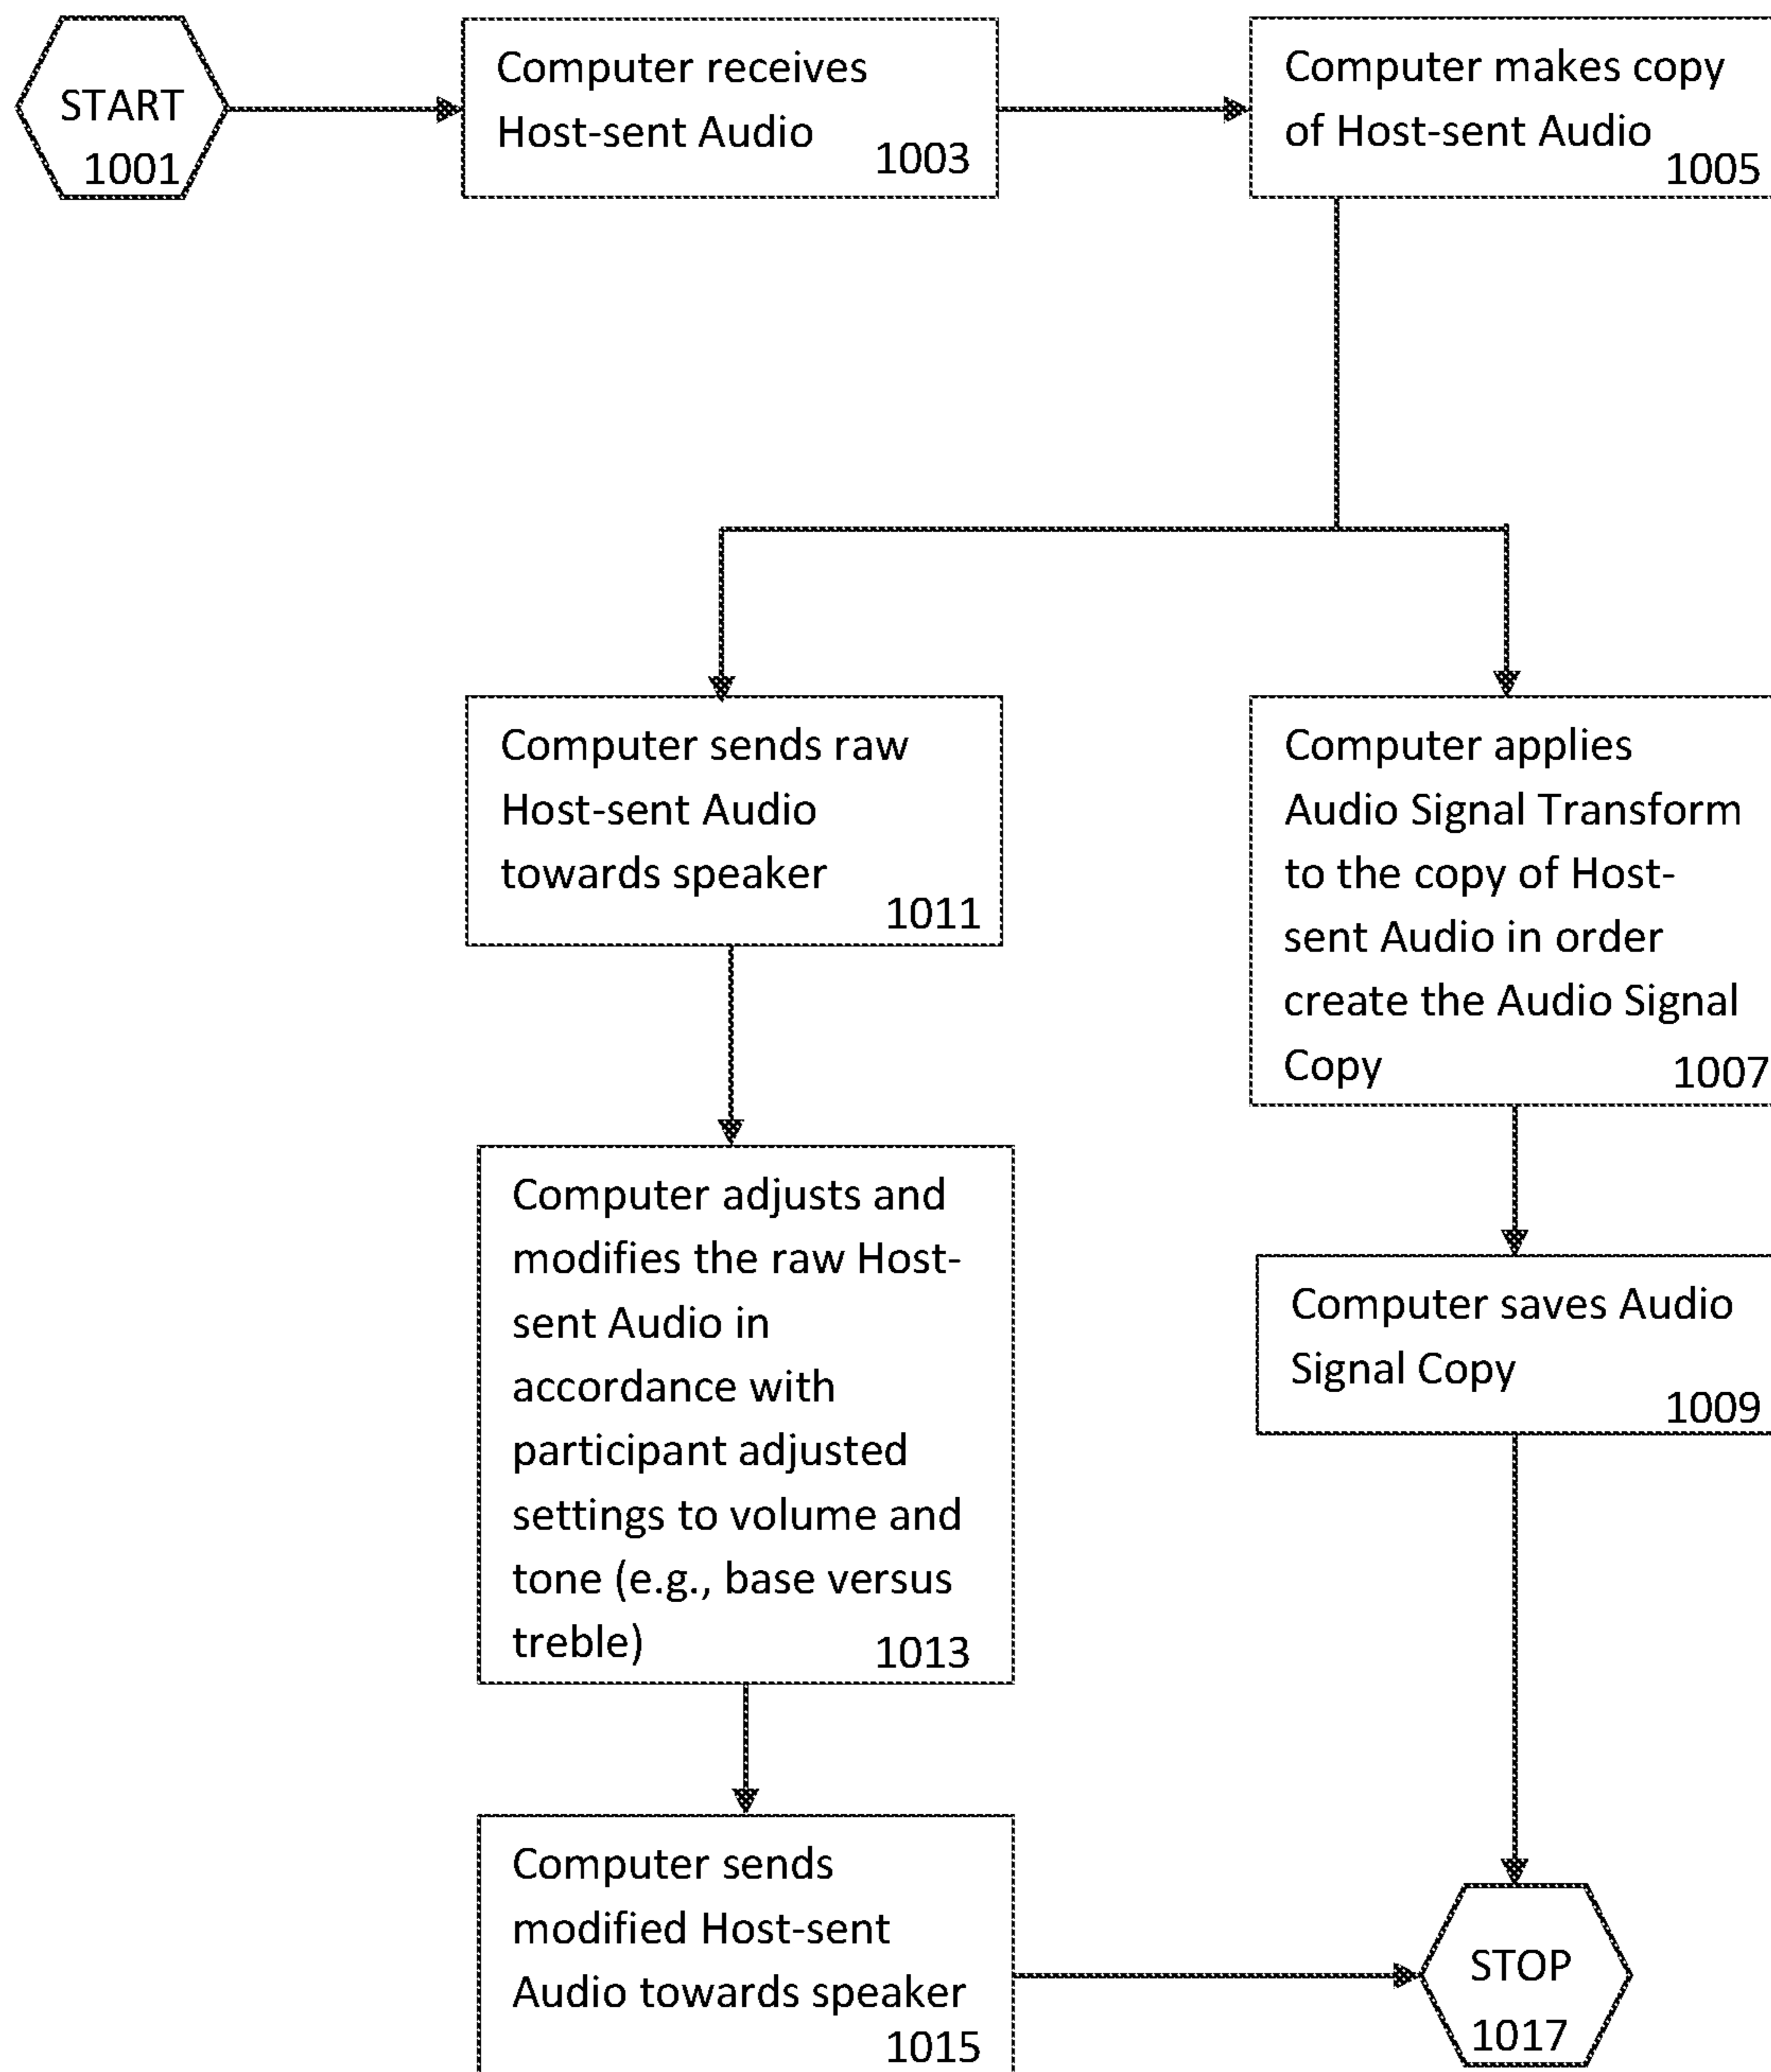 START
1001
Computer receives
Host-sent Audio
1003
Computer makes copy
of Host-sent Audio
1005
Computer sends raw
Host-sent Audio
towards speaker
1011
Computer applies
Audio Signal Transform
to the copy of Host-
sent Audio in order
create the Audio Signal
Copy 1007
Computer adjusts and
modifies the raw Host-
sent Audio in
accordance with
participant adjusted
settings to volume and
tone (e.g., base versus
treble) 1013
Computer saves Audio
Signal Copy
1009
Computer sends
modified Host-sent
Audio towards speaker
1015
STOP
1017